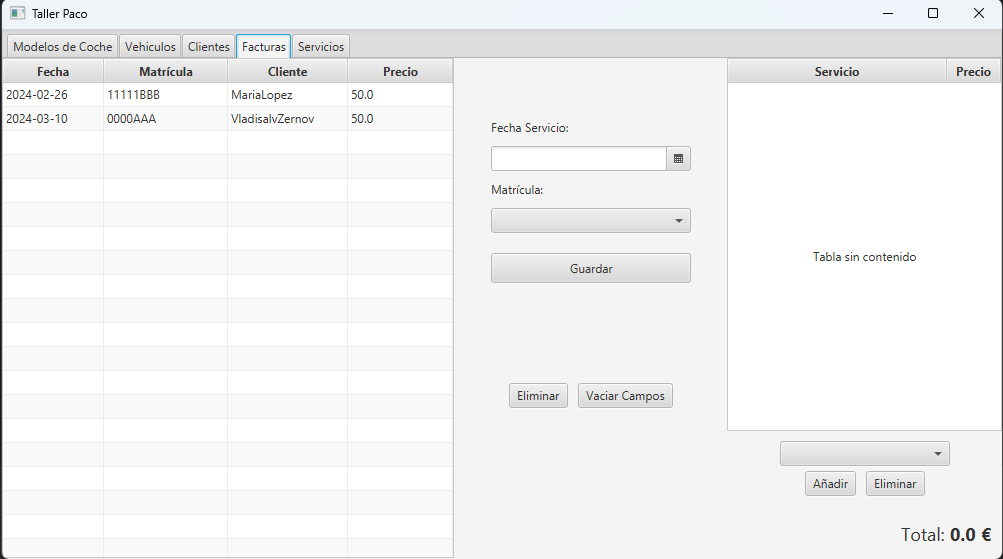 Taller Paco
Modelos de Coche Vehiculos Clientes Facturas Servicios
Fecha Matrícula Cliente Precio
2024-02-26 11111BBB MariaLopez 50.0
2024-03-10 0000AAA VladisalvZernov 50.0
Fecha Servicio:
Matrícula:
Guardar
Eliminar Vaciar Campos
Servicio Precio
Tabla sin contenido
Añadir Eliminar
Total: 0.0 €